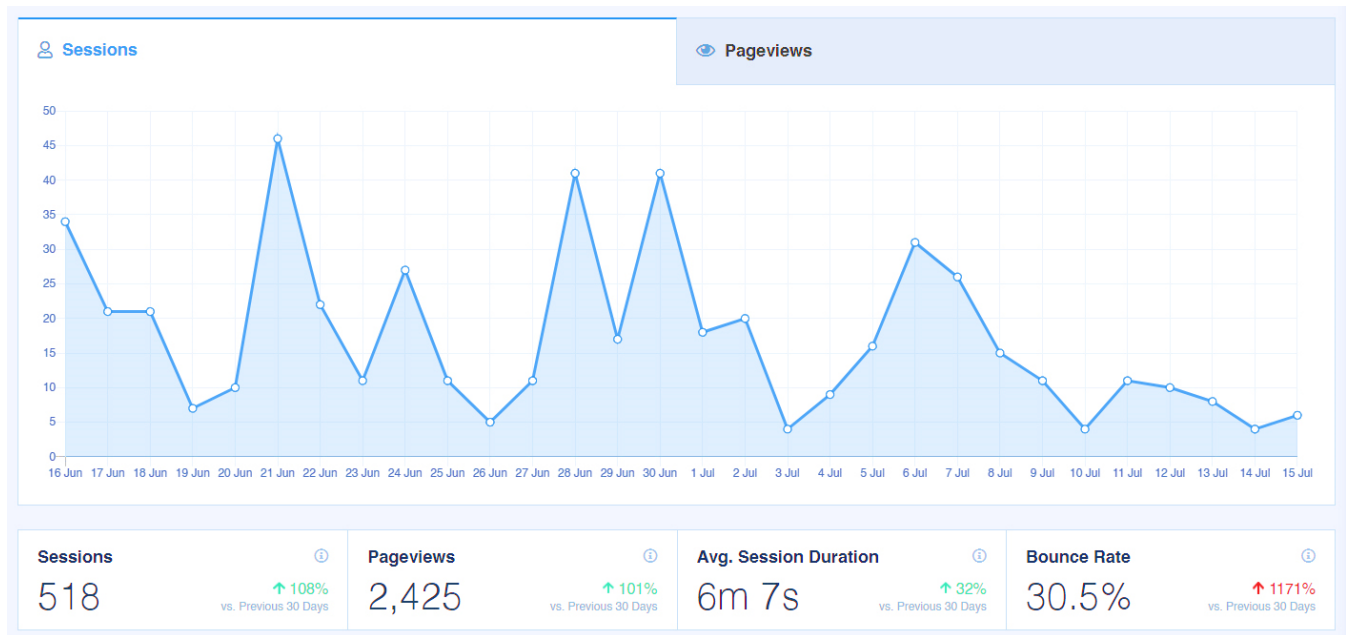 Sessions
Pageviews
50
45
40
35
30
25
20
15
10
5
0
16 Jun 17 Jun 18 Jun 19 Jun 20 Jun 21 Jun 22 Jun 23 Jun 24 Jun 25 Jun 26 Jun 27 Jun 28 Jun 29 Jun 30 Jun 1 Jul 2 Jul 3 Jul 4 Jul 5 Jul 6 Jul 7 Jul 8 Jul 9 Jul 10 Jul 11 Jul 12 Jul 13 Jul 14 Jul 15 Jul
Sessions
518
108%
vs. Previous 30 Days
Pageviews
2,425
101%
vs. Previous 30 Days
Avg. Session Duration
6m 7s
32%
vs. Previous 30 Days
Bounce Rate
30.5%
1171%
vs. Previous 30 Days